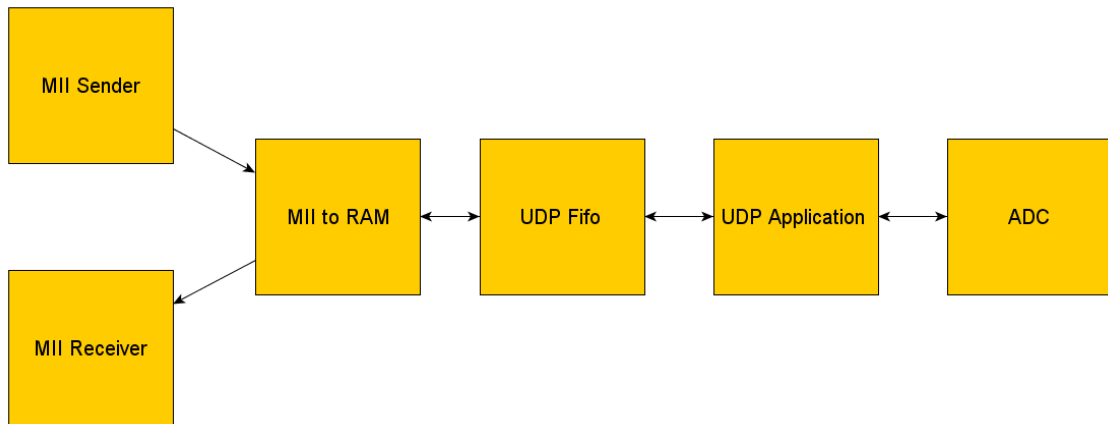 MII Sender
MII to RAM
UDP Fifo
UDP Application
ADC
MII Receiver